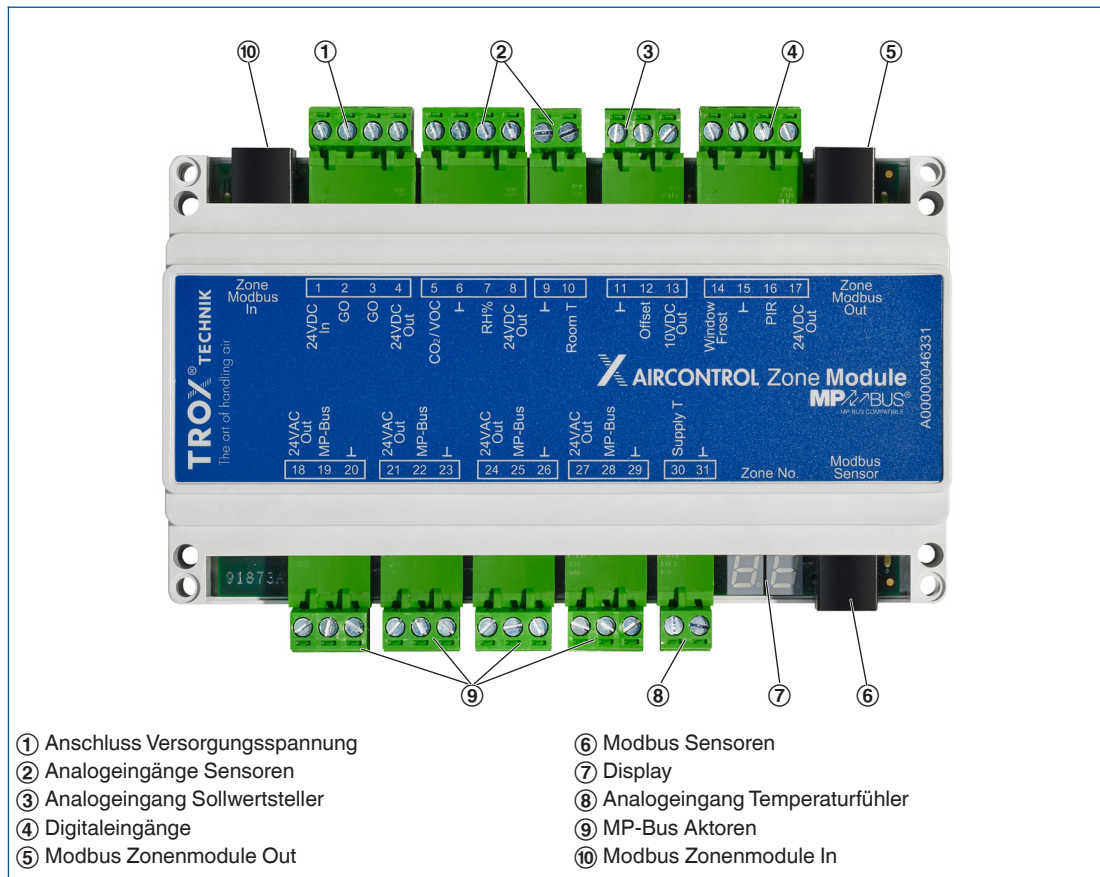 ⑩ ① ② ③ ④ ⑤
Zone Modbus In
1 2 3 4
24VDC In
GO
GO
24VDC Out
5 6 7 8
CO₂/VOC
⊥
RH%
24VDC Out
9 10
⊥
Room T
11 12 13
⊥
Offset
10VDC Out
14 15 16 17
Window Frost
⊥
PIR
24VDC Out
Zone Modbus Out
TROX® TECHNIK
The art of handling air
X AIRCONTROL Zone Module
MP BUS®
MP-BUS COMPATIBLE
A00000046331
24VAC Out
MP-Bus
⊥
18 19 20
24VAC Out
MP-Bus
⊥
21 22 23
24VAC Out
MP-Bus
⊥
24 25 26
24VAC Out
MP-Bus
⊥
27 28 29
Supply T
⊥
30 31
Zone No.
Modbus Sensor
⑨ ⑧ ⑦ ⑥
① Anschluss Versorgungsspannung
② Analogeingänge Sensoren
③ Analogeingang Sollwertsteller
④ Digitaleingänge
⑤ Modbus Zonenmodule Out
⑥ Modbus Sensoren
⑦ Display
⑧ Analogeingang Temperaturfühler
⑨ MP-Bus Aktoren
⑩ Modbus Zonenmodule In